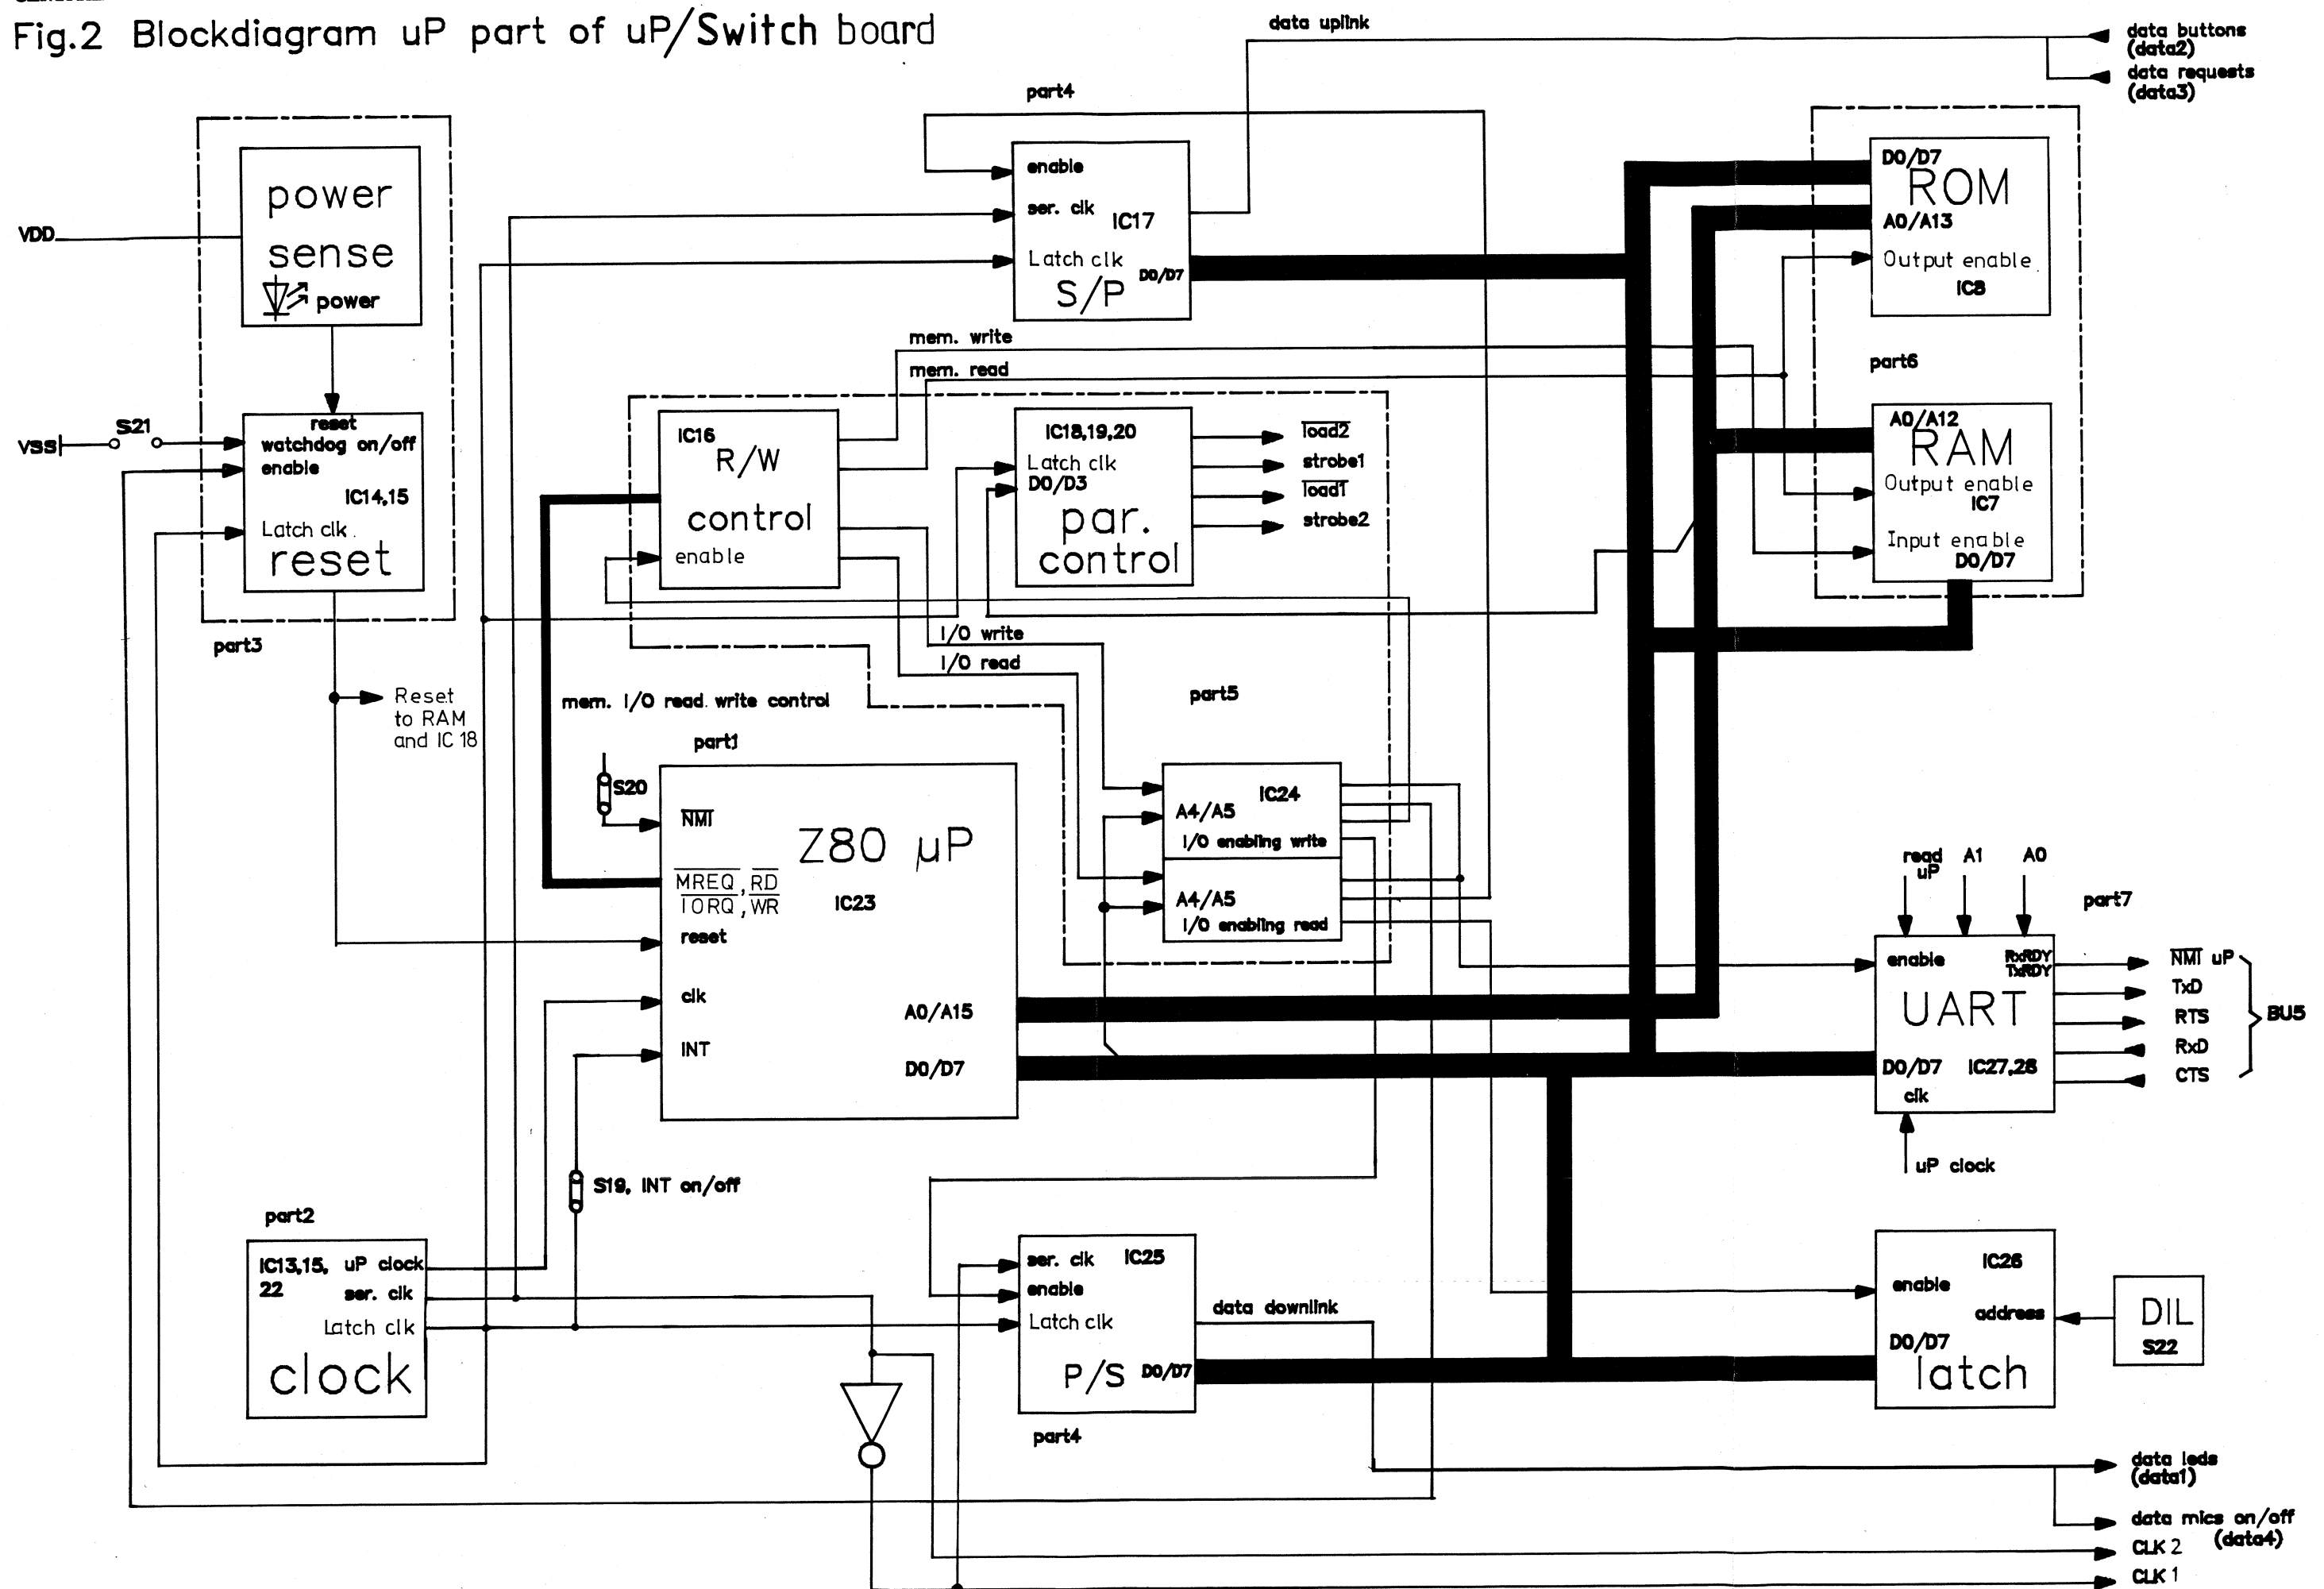 Fig.2 Blockdiagram uP part of uP/Switch board
data uplink
data buttons
(data2)
data requests
(data3)
part4
power
sense
power
VDD
enable
ser. clk
IC17
Latch clk
D0/D7
S/P
D0/D7
ROM
A0/A13
Output enable
IC8
mem. write
mem. read
part6
VSS
S21
reset
watchdog on/off
enable
IC14,15
Latch clk
reset
part3
IC16
R/W
control
enable
IC18,19,20
Latch clk
D0/D3
par.
control
load2
strobe1
load1
strobe2
A0/A12
RAM
Output enable
IC7
Input enable
D0/D7
I/O write
I/O read
Reset
to RAM
and IC 18
mem. I/O read. write control
part5
part1
S20
NMI
Z80 µP
MREQ, RD
IORQ, WR
IC23
reset
clk
A0/A15
INT
D0/D7
IC24
A4/A5
I/O enabling write
A4/A5
I/O enabling read
read
uP
A1
A0
part7
enable
RxRDY
TxRDY
UART
D0/D7
IC27,28
clk
NMI uP
TxD
RTS
RxD
CTS
BU5
uP clock
S19, INT on/off
part2
IC13,15,
22
uP clock
ser. clk
Latch clk
clock
ser. clk
IC25
enable
Latch clk
P/S
D0/D7
part4
data downlink
IC26
enable
address
D0/D7
latch
DIL
S22
data leds
(data1)
data mics on/off
(data4)
CLK 2
CLK 1